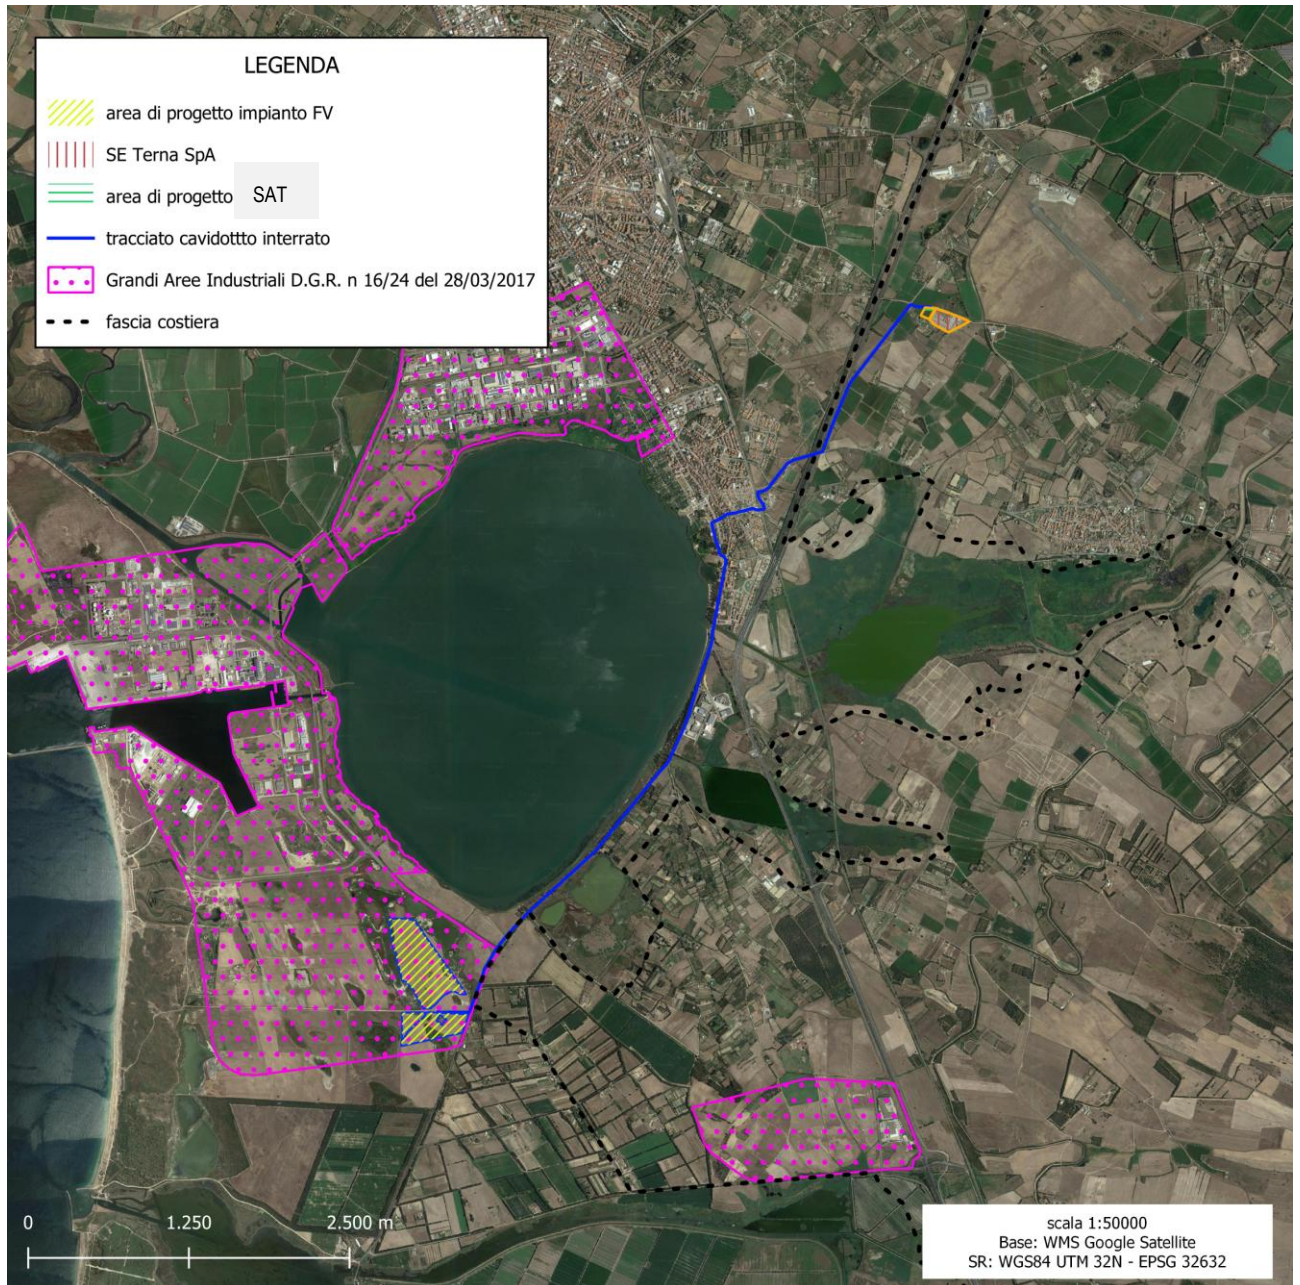 LEGENDA
area di progetto impianto FV
SE Terna SpA
area di progetto SAT
tracciato cavidottto interrato
Grandi Aree Industriali D.G.R. n 16/24 del 28/03/2017
fascia costiera
0 1.250 2.500 m
scala 1:50000
Base: WMS Google Satellite
SR: WGS84 UTM 32N - EPSG 32632